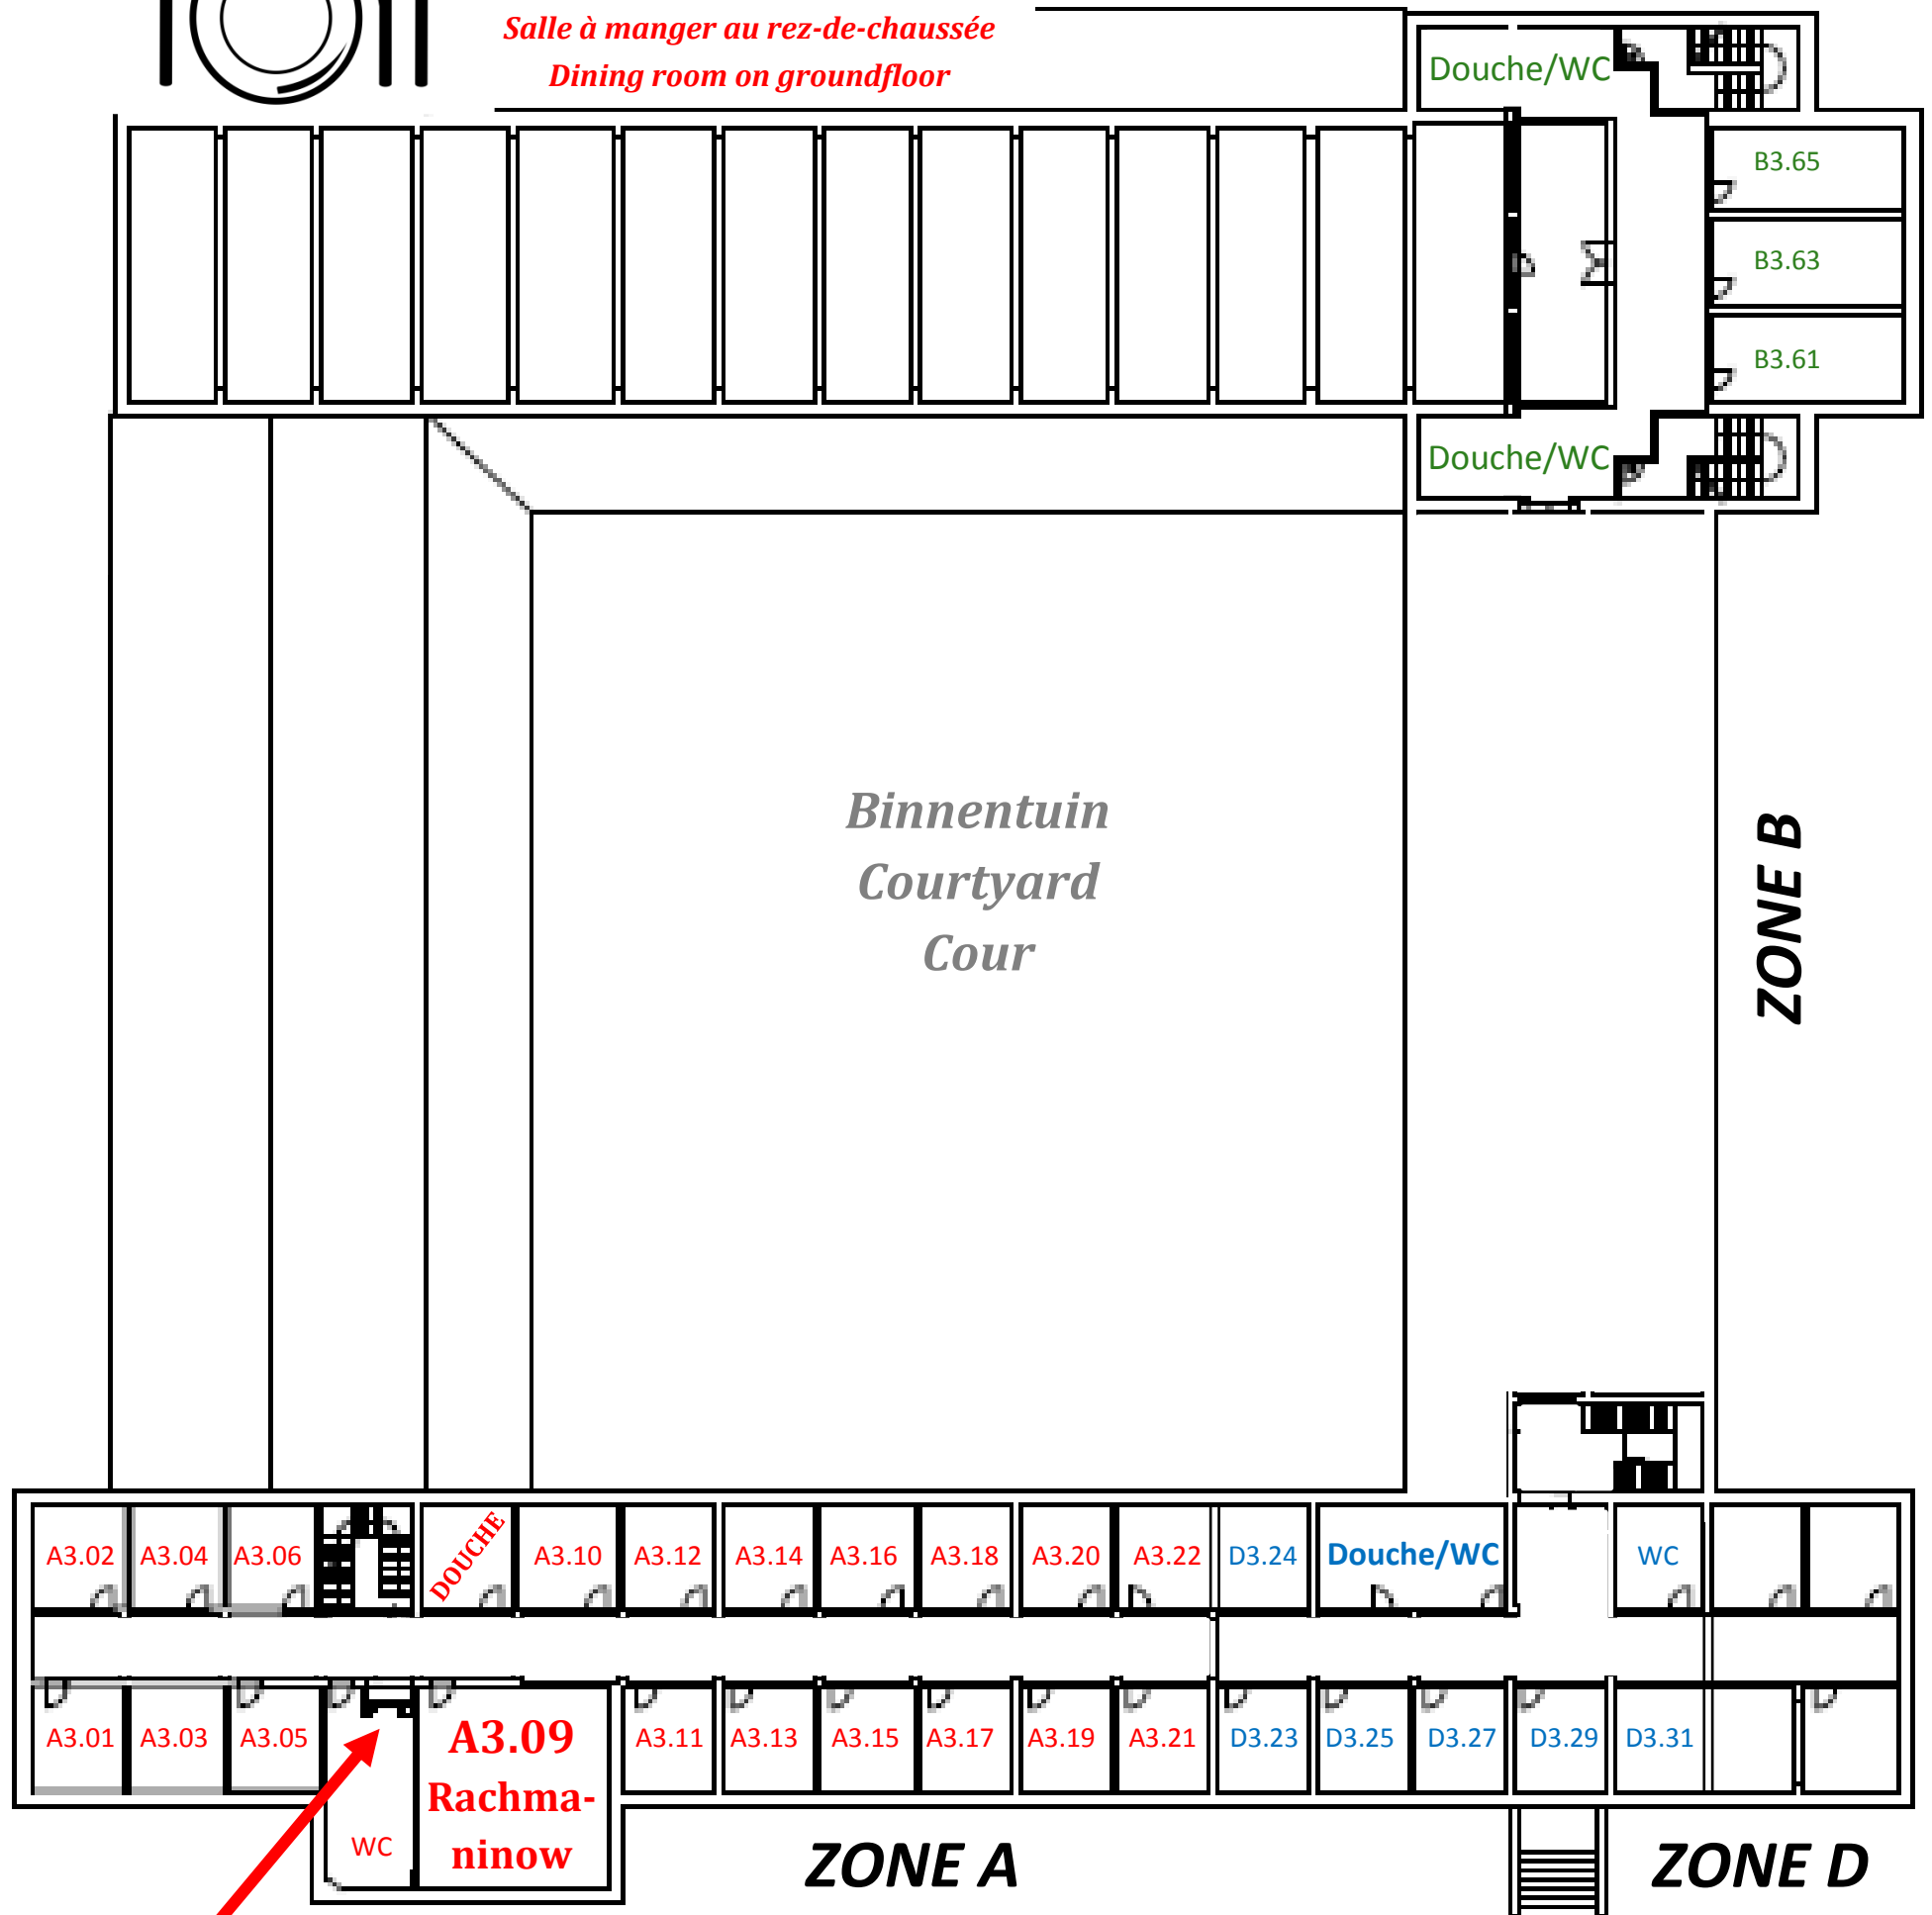 Salle à manger au rez-de-chaussée
Dining room on groundfloor
Douche/WC
B3.65
B3.63
B3.61
Douche/WC
Binnentuin
Courtyard
Cour
ZONE B
A3.02 A3.04 A3.06 DOUCHE A3.10 A3.12 A3.14 A3.16 A3.18 A3.20 A3.22 D3.24 Douche/WC WC
A3.01 A3.03 A3.05 A3.09 A3.11 A3.13 A3.15 A3.17 A3.19 A3.21 D3.23 D3.25 D3.27 D3.29 D3.31
Rachma-
ninow
WC
ZONE A
ZONE D